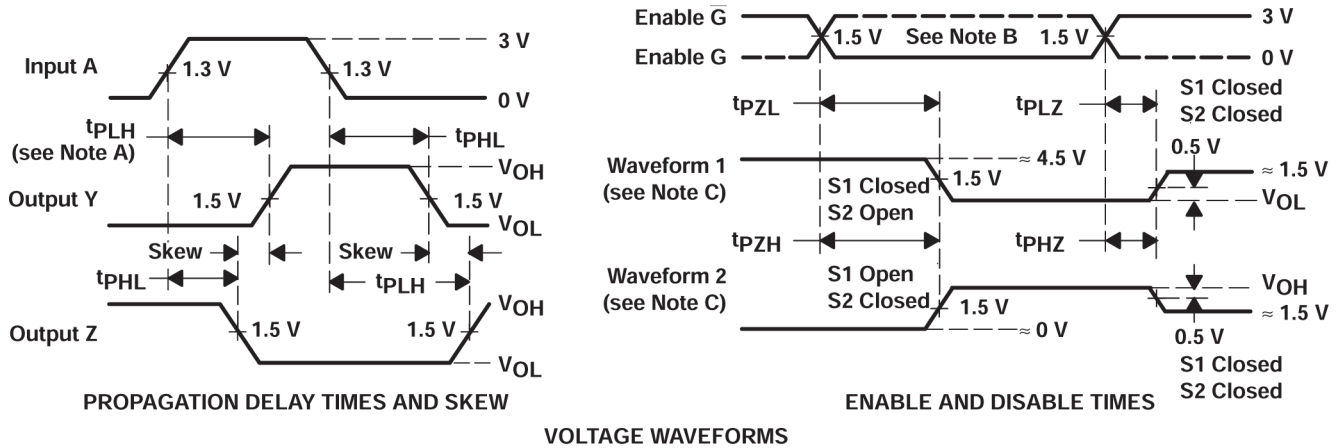 Input A
1.3 V
1.3 V
3 V
0 V
tPLH
(see Note A)
tPHL
Output Y
1.5 V
1.5 V
VOH
VOL
Skew
Skew
tPHL
tPLH
Output Z
1.5 V
1.5 V
VOH
VOL
PROPAGATION DELAY TIMES AND SKEW
Enable G̅
Enable G
1.5 V
See Note B
1.5 V
3 V
0 V
tPZL
tPLZ
S1 Closed
S2 Closed
Waveform 1
(see Note C)
S1 Closed
S2 Open
≈ 4.5 V
1.5 V
0.5 V
≈ 1.5 V
VOL
tPZH
tPHZ
Waveform 2
(see Note C)
S1 Open
S2 Closed
1.5 V
≈ 0 V
VOH
≈ 1.5 V
0.5 V
S1 Closed
S2 Closed
ENABLE AND DISABLE TIMES
VOLTAGE WAVEFORMS